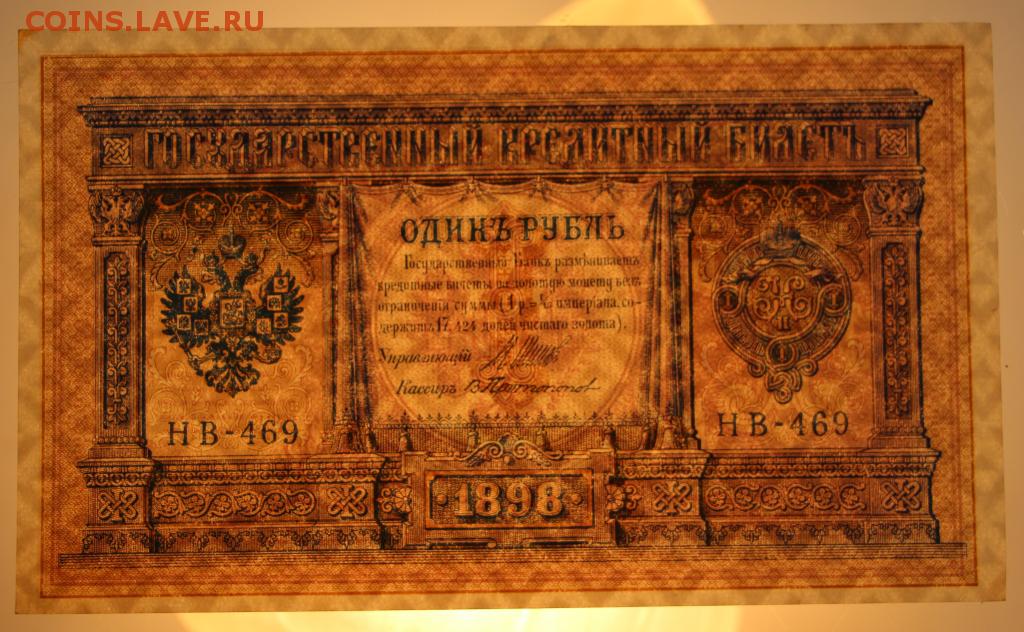 COINS.LAVE.RU
ГОСУДАРСТВЕННЫЙ КРЕДИТНЫЙ БИЛЕТЪ
ОДИНЪ РУБЛЬ
Государственный Банкъ размѣниваетъ
кредитные билеты на золотую монету безъ
ограниченія суммы (1 р.= 1/15 имперіала, со-
держитъ 17,424 долей чистаго золота).
Управляющій
Кассиръ
НВ-469
НВ-469
1898